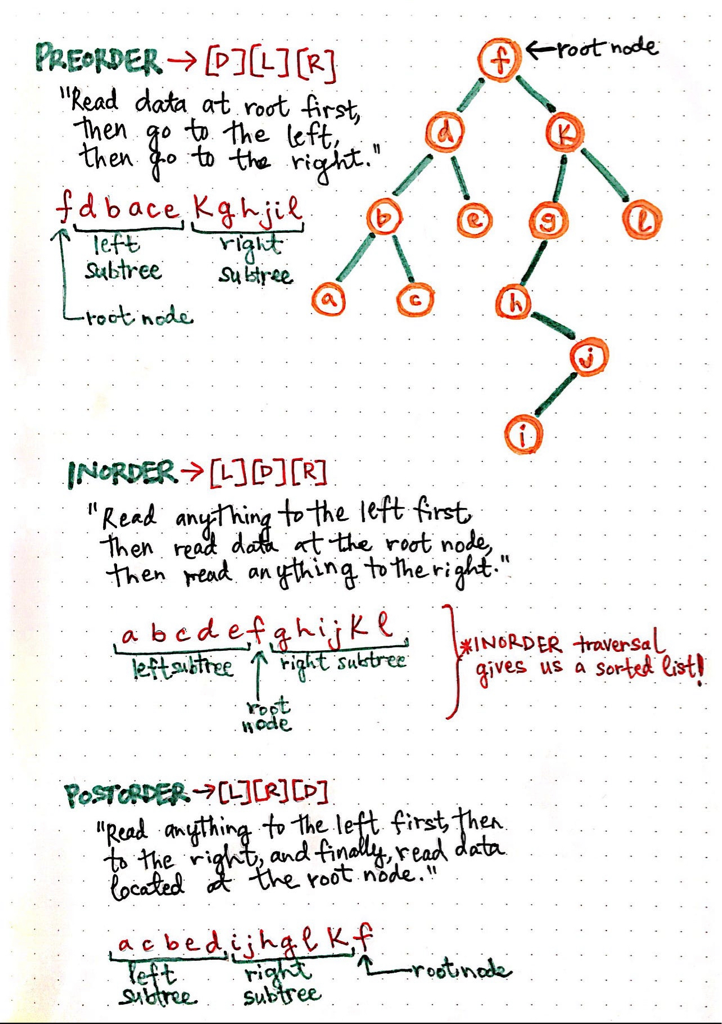 PREORDER → [D][L][R]
"Read data at root first,
then go to the left,
then go to the right."
f d b a c e K g h j i l
left subtree
right subtree
root node
← root node
f
d
K
b
e
g
l
a
c
h
j
i
INORDER → [L][D][R]
"Read anything to the left first,
then read data at the root node,
then read anything to the right."
a b c d e f g h i j K l
left subtree
right subtree
root
node
*INORDER traversal
gives us a sorted list!
POSTORDER → [L][R][D]
"Read anything to the left first, then
to the right, and finally, read data
located at the root node."
a c b e d, i j h g l K, f
left
subtree
right
subtree
root node